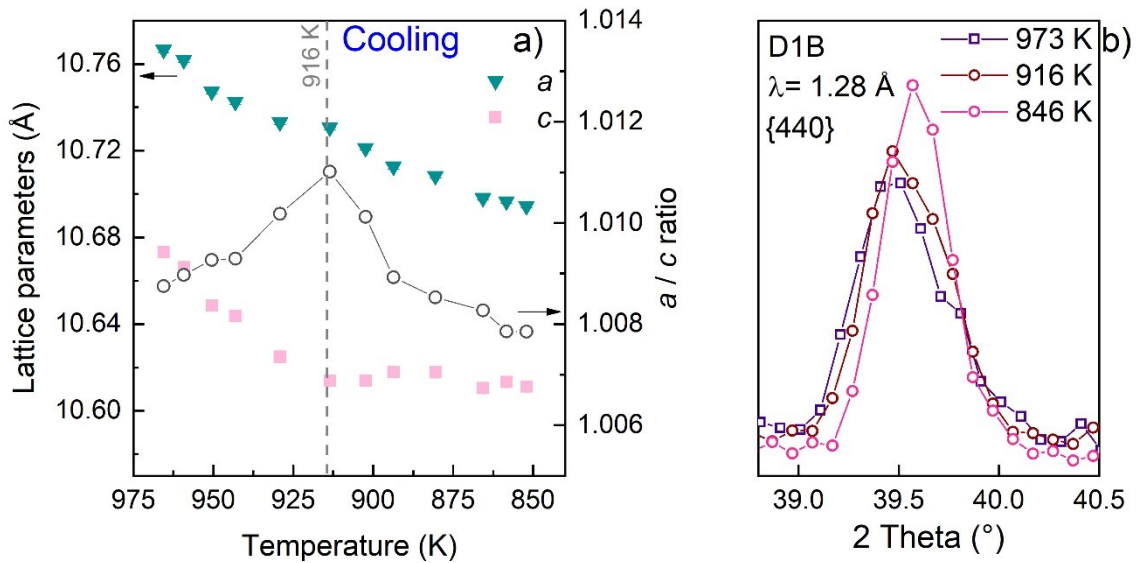 Cooling
a)
916 K
a
c
Lattice parameters (Å)
10.76
10.72
10.68
10.64
10.60
1.014
1.012
1.010
1.008
1.006
a / c ratio
975
950
925
900
875
850
Temperature (K)
D1B
λ= 1.28 Å
{440}
973 K
916 K
846 K
b)
39.0
39.5
40.0
40.5
2 Theta (°)